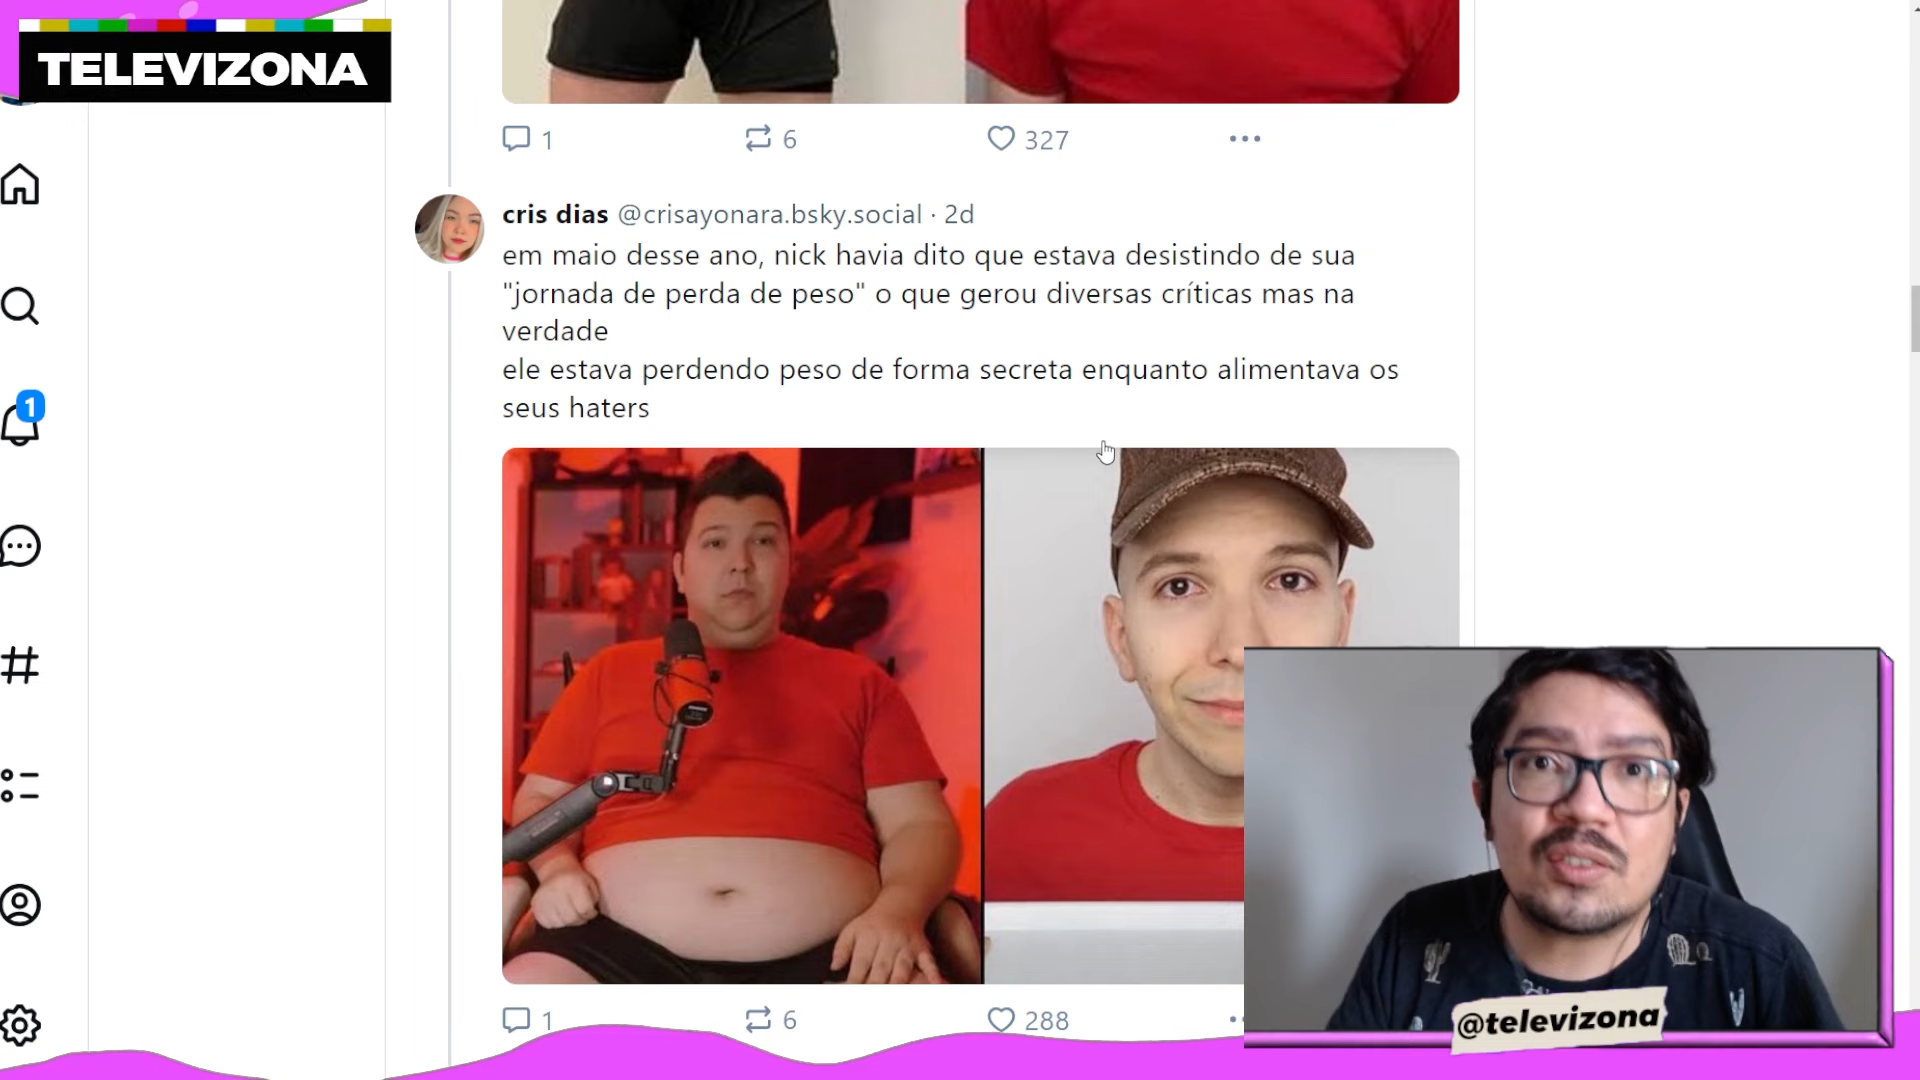 TELEVIZONA
1 6 327
cris dias @crisayonara.bsky.social · 2d
em maio desse ano, nick havia dito que estava desistindo de sua
"jornada de perda de peso" o que gerou diversas críticas mas na
verdade
ele estava perdendo peso de forma secreta enquanto alimentava os
seus haters
1
1 6 288
@televizona